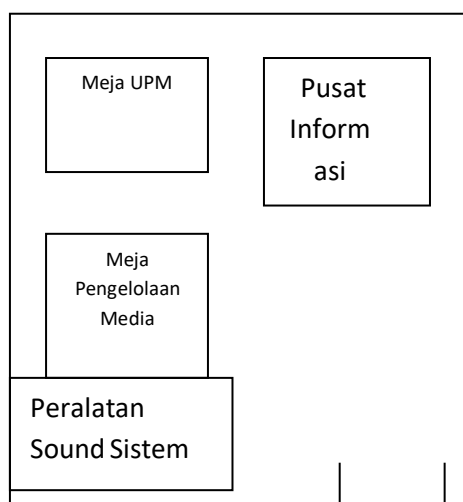 Meja UPM
Pusat
Inform
asi
Meja
Pengelolaan
Media
Peralatan
Sound Sistem